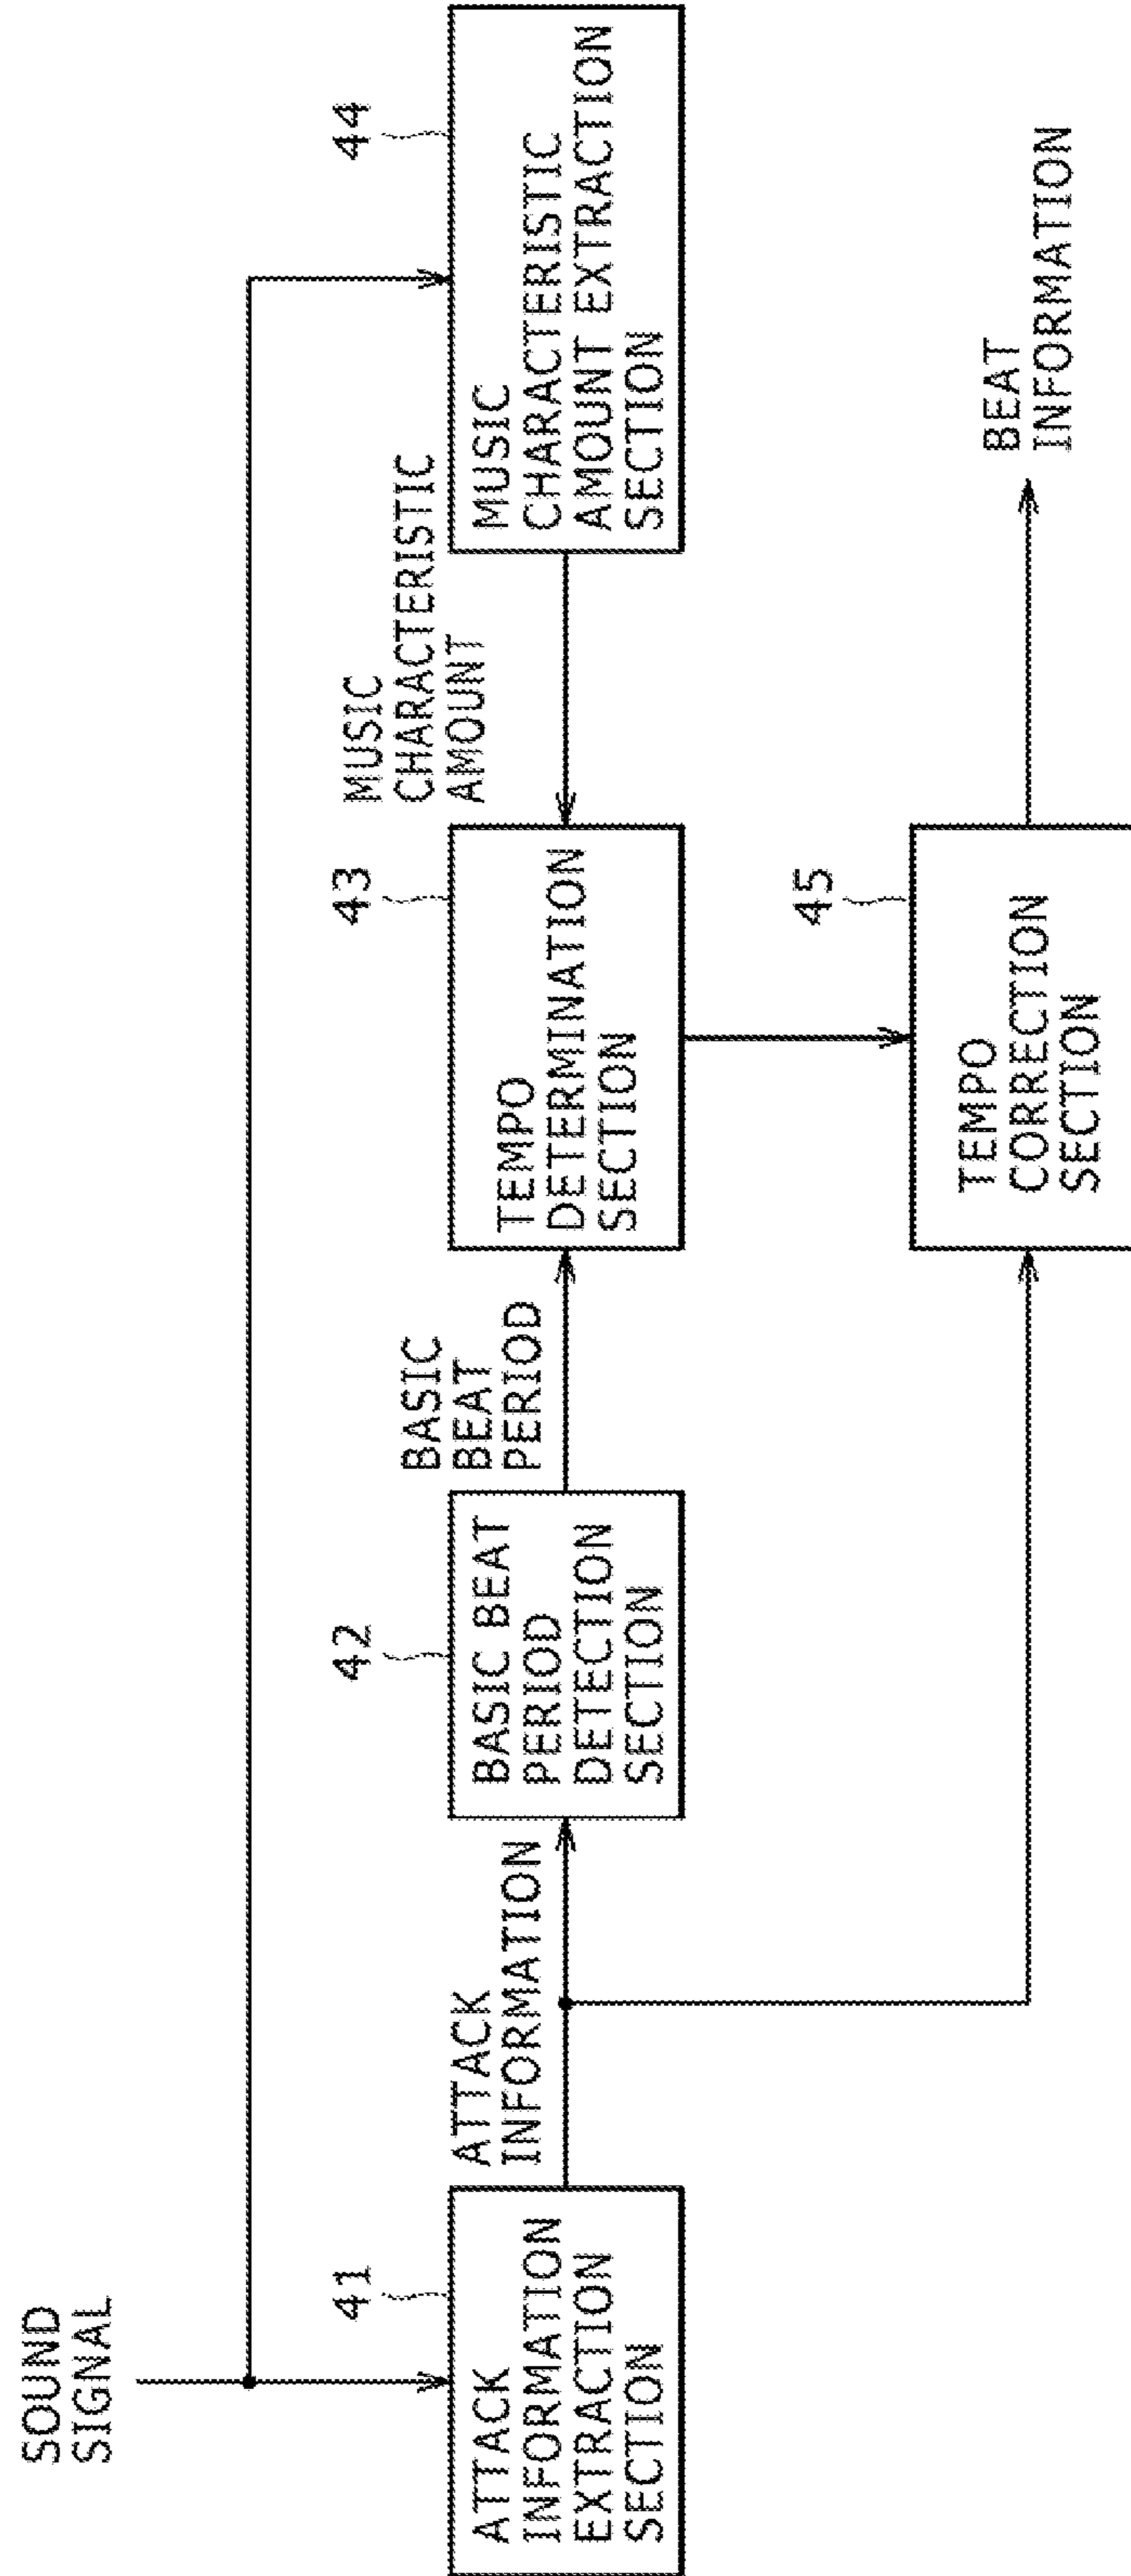 SOUND
SIGNAL
41
ATTACK
INFORMATION
EXTRACTION
SECTION
ATTACK
INFORMATION
42
BASIC BEAT
PERIOD
DETECTION
SECTION
BASIC
BEAT
PERIOD
43
TEMPO
DETERMINATION
SECTION
MUSIC
CHARACTERISTIC
AMOUNT
44
MUSIC
CHARACTERISTIC
AMOUNT EXTRACTION
SECTION
45
TEMPO
CORRECTION
SECTION
BEAT
INFORMATION